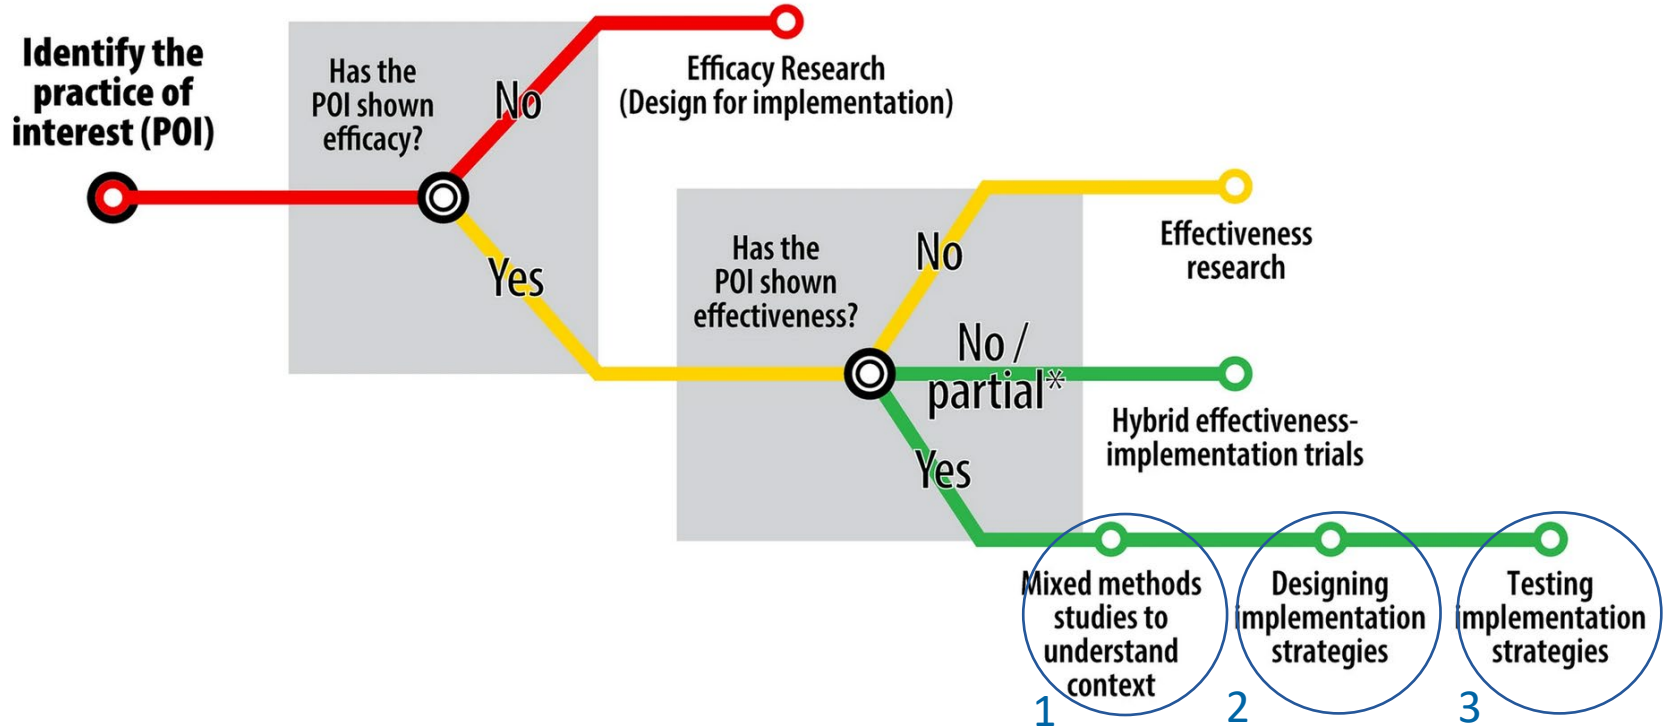 Identify the
practice of
interest (POI)
Has the
POI shown
efficacy?
No
Yes
Efficacy Research
(Design for implementation)
Has the
POI shown
effectiveness?
No
No /
partial*
Yes
Effectiveness
research
Hybrid effectiveness-
implementation trials
Mixed methods
studies to
understand
context
1
Designing
implementation
strategies
2
Testing
implementation
strategies
3